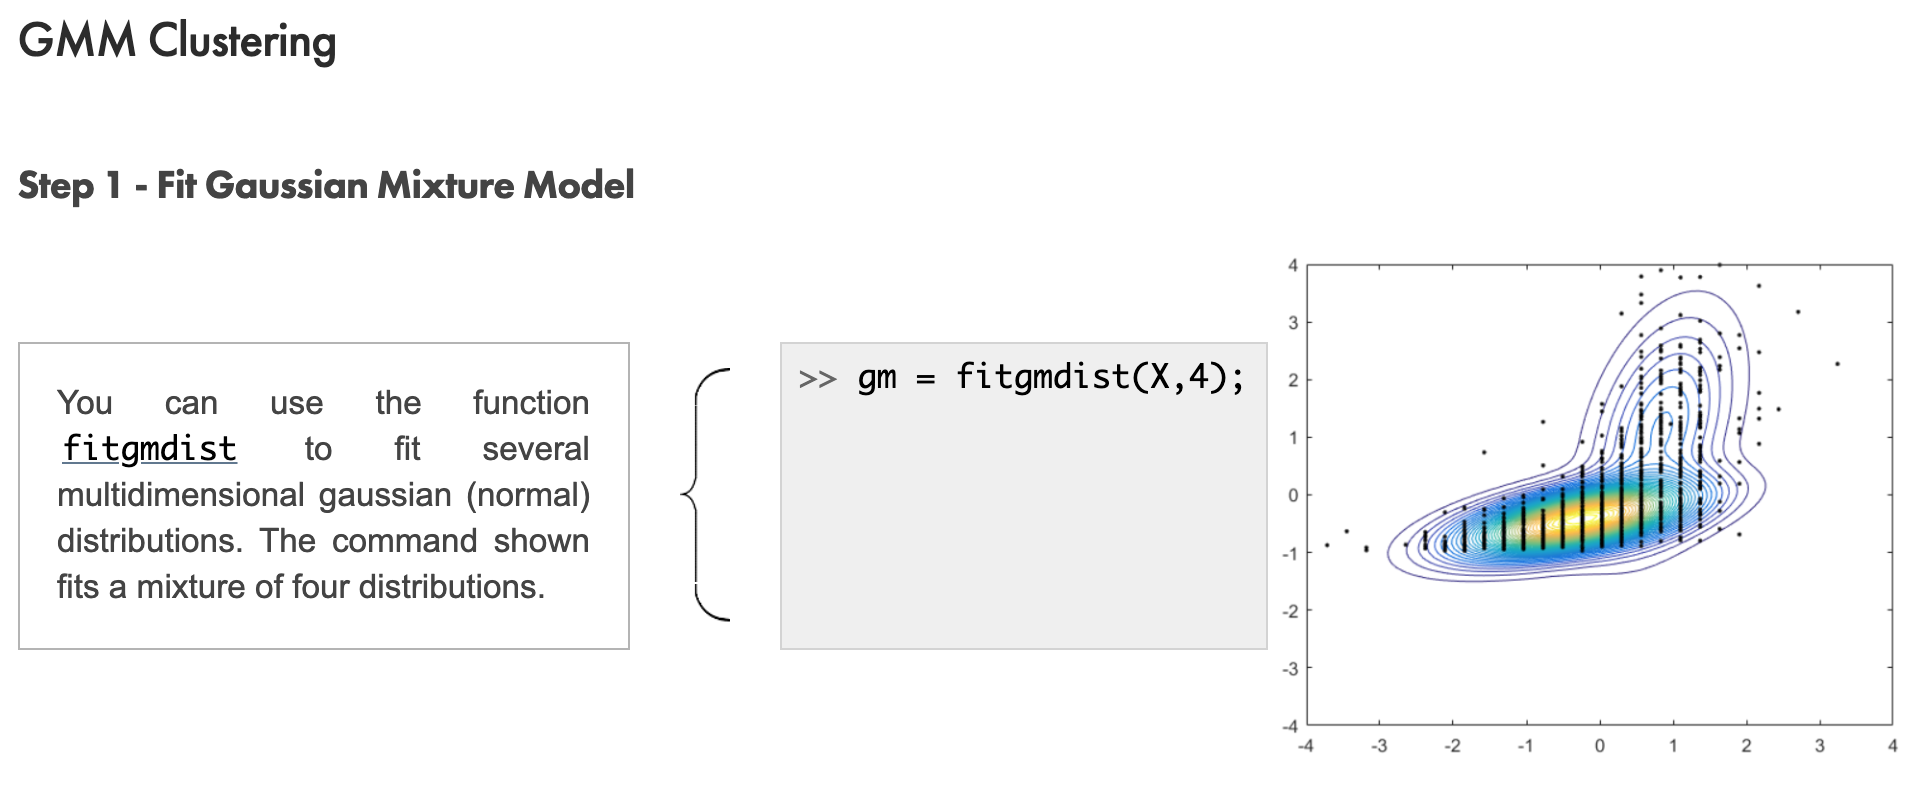 GMM Clustering
Step 1 - Fit Gaussian Mixture Model
You can use the function
fitgmdist to fit several
multidimensional gaussian (normal)
distributions. The command shown
fits a mixture of four distributions.
>> gm = fitgmdist(X,4);
4
3
2
1
0
-1
-2
-3
-4
-4 -3 -2 -1 0 1 2 3 4